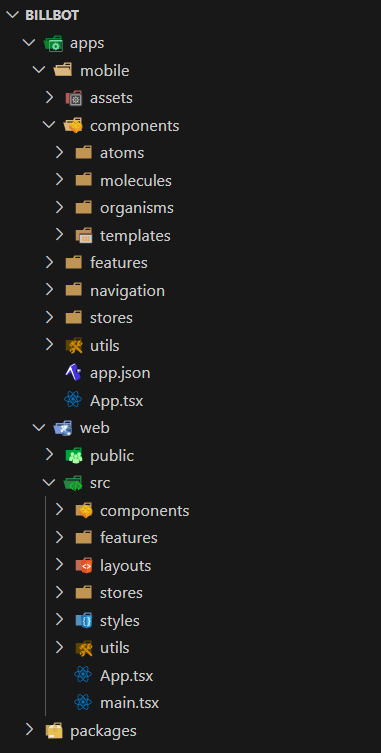 BILLBOT
apps
mobile
assets
components
atoms
molecules
organisms
templates
features
navigation
stores
utils
app.json
App.tsx
web
public
src
components
features
layouts
stores
styles
utils
App.tsx
main.tsx
packages